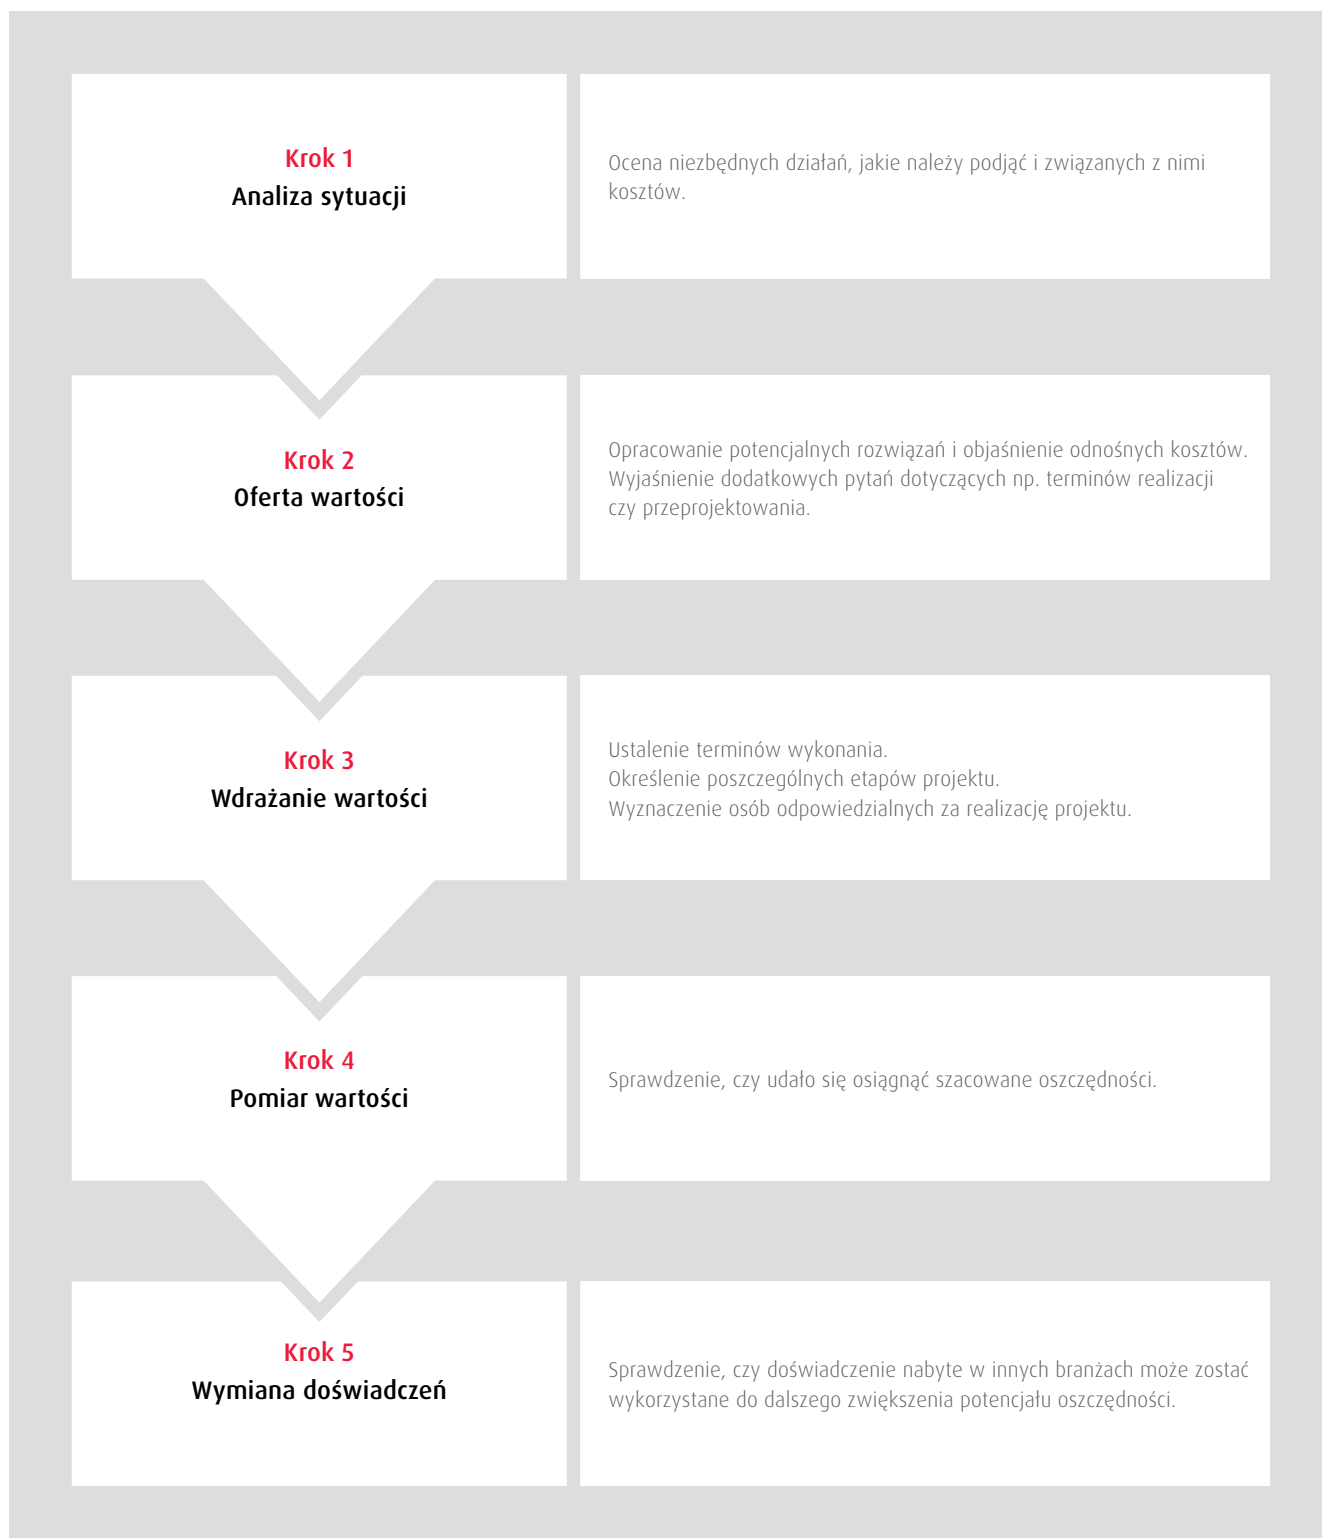 Krok 1
Analiza sytuacji
Ocena niezbędnych działań, jakie należy podjąć i związanych z nimi
kosztów.
Krok 2
Oferta wartości
Opracowanie potencjalnych rozwiązań i objaśnienie odnośnych kosztów.
Wyjaśnienie dodatkowych pytań dotyczących np. terminów realizacji
czy przeprojektowania.
Krok 3
Wdrażanie wartości
Ustalenie terminów wykonania.
Określenie poszczególnych etapów projektu.
Wyznaczenie osób odpowiedzialnych za realizację projektu.
Krok 4
Pomiar wartości
Sprawdzenie, czy udało się osiągnąć szacowane oszczędności.
Krok 5
Wymiana doświadczeń
Sprawdzenie, czy doświadczenie nabyte w innych branżach może zostać
wykorzystane do dalszego zwiększenia potencjału oszczędności.